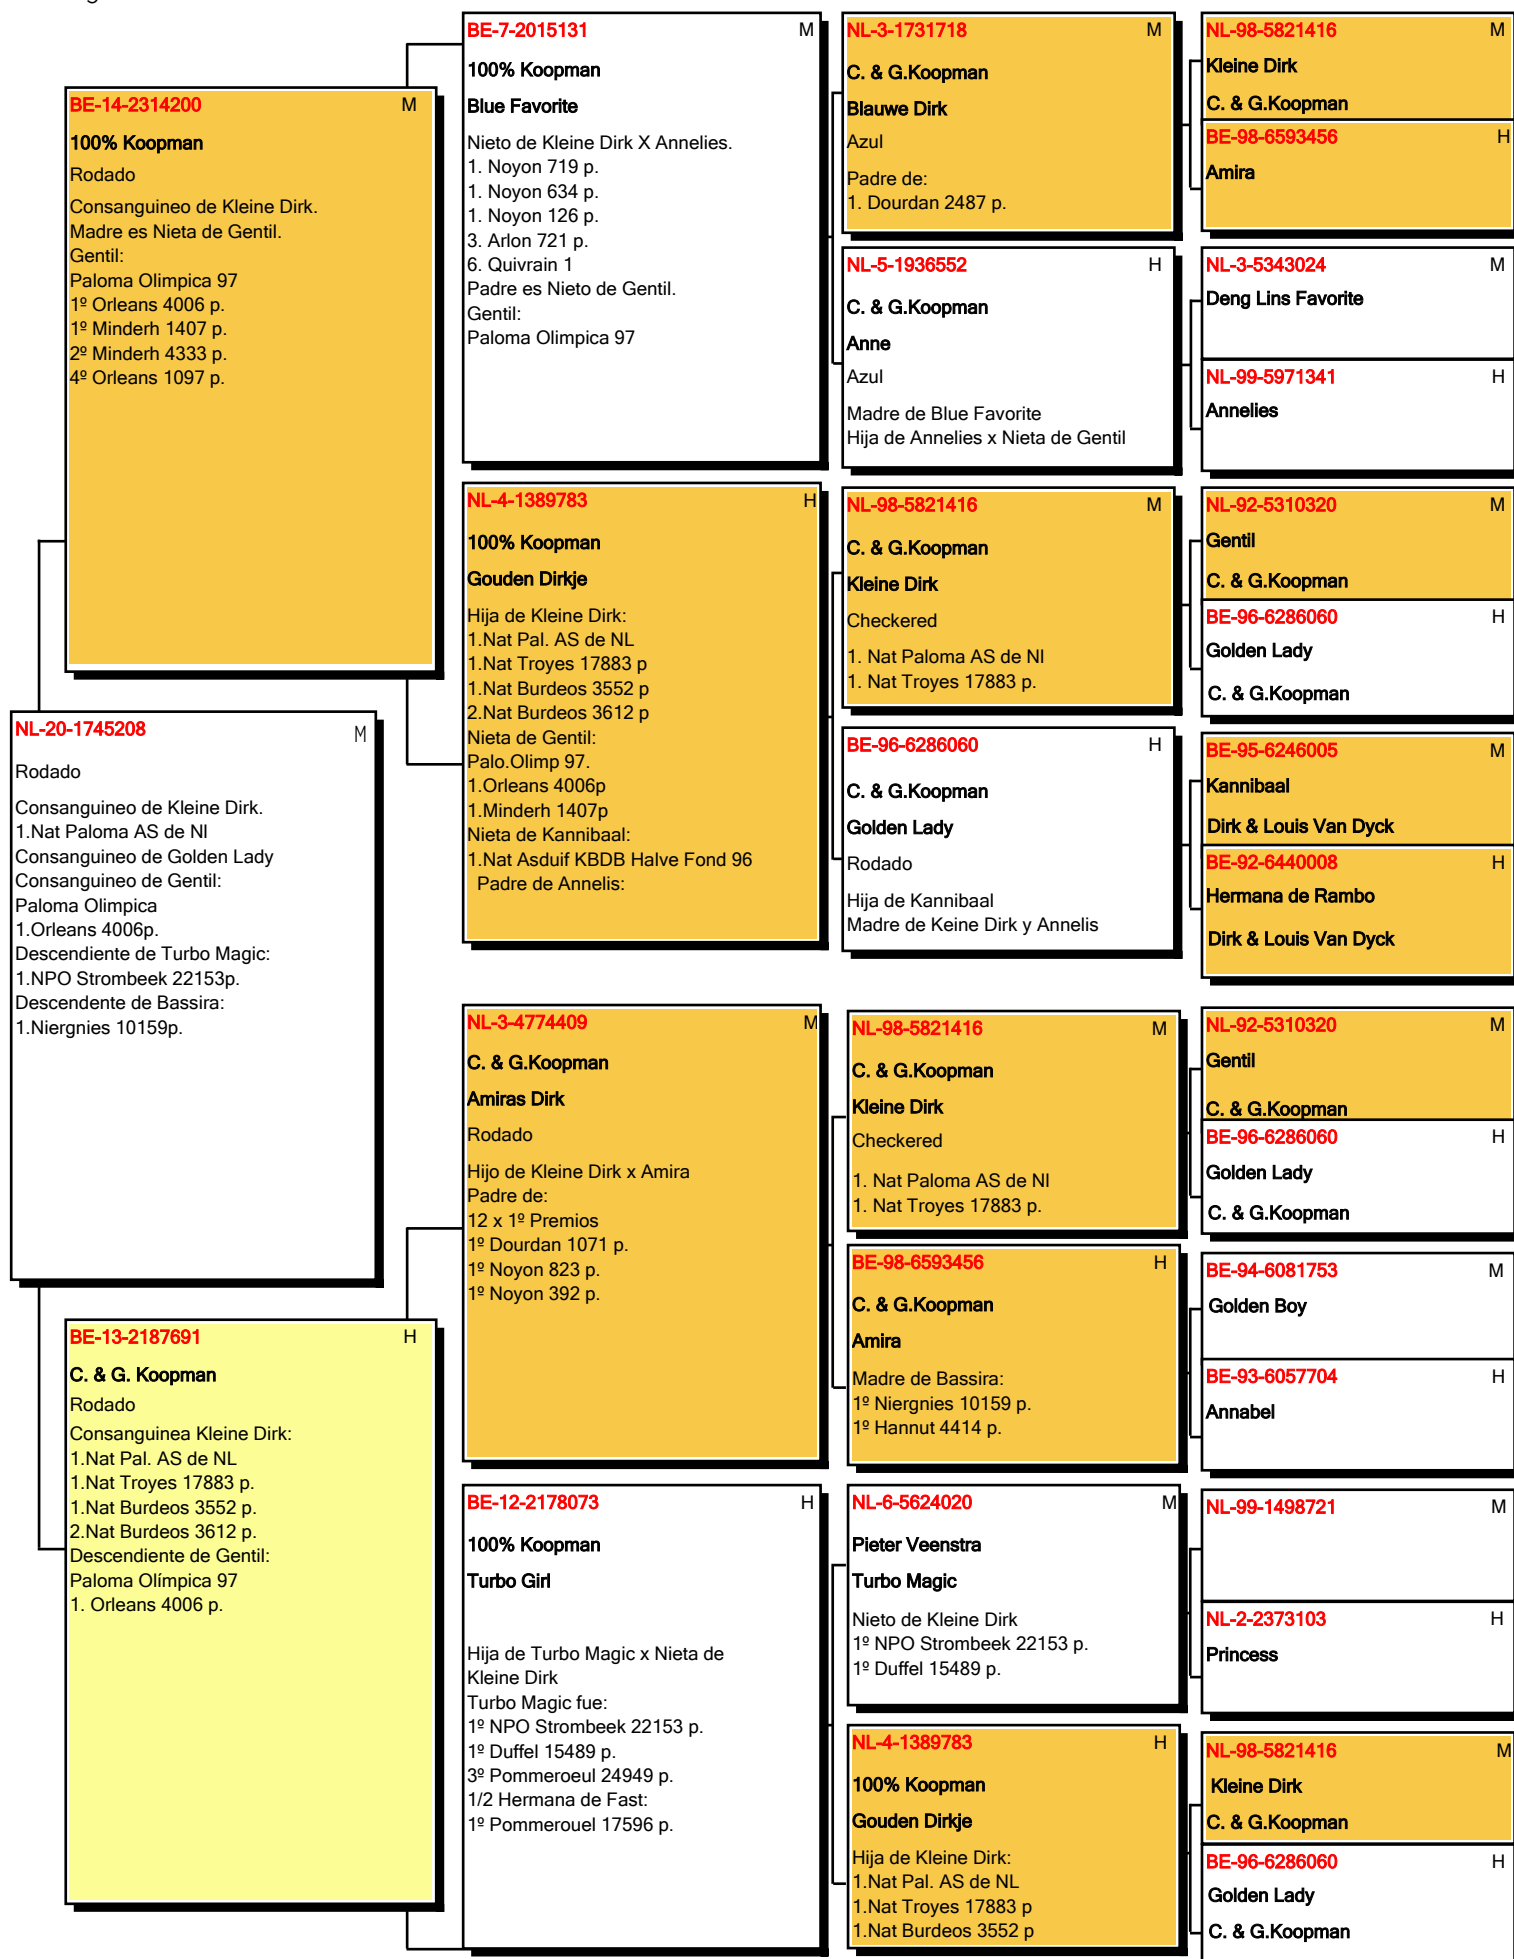 NL-20-1745208 M
Rodado
Consanguineo de Kleine Dirk.
1.Nat Paloma AS de Nl
Consanguineo de Golden Lady
Consanguineo de Gentil:
Paloma Olimpica
1.Orleans 4006p.
Descendiente de Turbo Magic:
1.NPO Strombeek 22153p.
Descendente de Bassira:
1.Niergnies 10159p.
BE-14-2314200 M
100% Koopman
Rodado
Consanguineo de Kleine Dirk.
Madre es Nieta de Gentil.
Gentil:
Paloma Olimpica 97
1º Orleans 4006 p.
1º Minderh 1407 p.
2º Minderh 4333 p.
4º Orleans 1097 p.
BE-13-2187691 H
C. & G. Koopman
Rodado
Consanguinea Kleine Dirk:
1.Nat Pal. AS de NL
1.Nat Troyes 17883 p.
1.Nat Burdeos 3552 p.
2.Nat Burdeos 3612 p.
Descendiente de Gentil:
Paloma Olímpica 97
1. Orleans 4006 p.
BE-7-2015131 M
100% Koopman
Blue Favorite
Nieto de Kleine Dirk X Annelies.
1. Noyon 719 p.
1. Noyon 634 p.
1. Noyon 126 p.
3. Arlon 721 p.
6. Quivrain 1
Padre es Nieto de Gentil.
Gentil:
Paloma Olimpica 97
NL-4-1389783 H
100% Koopman
Gouden Dirkje
Hija de Kleine Dirk:
1.Nat Pal. AS de NL
1.Nat Troyes 17883 p
1.Nat Burdeos 3552 p
2.Nat Burdeos 3612 p
Nieta de Gentil:
Palo.Olimp 97.
1.Orleans 4006p
1.Minderh 1407p
Nieta de Kannibaal:
1.Nat Asduif KBDB Halve Fond 96
Padre de Annelis:
NL-3-4774409 M
C. & G.Koopman
Amiras Dirk
Rodado
Hijo de Kleine Dirk x Amira
Padre de:
12 x 1º Premios
1º Dourdan 1071 p.
1º Noyon 823 p.
1º Noyon 392 p.
BE-12-2178073 H
100% Koopman
Turbo Girl
Hija de Turbo Magic x Nieta de
Kleine Dirk
Turbo Magic fue:
1º NPO Strombeek 22153 p.
1º Duffel 15489 p.
3º Pommeroeul 24949 p.
1/2 Hermana de Fast:
1º Pommerouel 17596 p.
NL-3-1731718 M
C. & G.Koopman
Blauwe Dirk
Azul
Padre de:
1. Dourdan 2487 p.
NL-5-1936552 H
C. & G.Koopman
Anne
Azul
Madre de Blue Favorite
Hija de Annelies x Nieta de Gentil
NL-98-5821416 M
C. & G.Koopman
Kleine Dirk
Checkered
1. Nat Paloma AS de Nl
1. Nat Troyes 17883 p.
BE-96-6286060 H
C. & G.Koopman
Golden Lady
Rodado
Hija de Kannibaal
Madre de Keine Dirk y Annelis
NL-98-5821416 M
C. & G.Koopman
Kleine Dirk
Checkered
1. Nat Paloma AS de Nl
1. Nat Troyes 17883 p.
BE-98-6593456 H
C. & G.Koopman
Amira
Madre de Bassira:
1º Niergnies 10159 p.
1º Hannut 4414 p.
NL-6-5624020 M
Pieter Veenstra
Turbo Magic
Nieto de Kleine Dirk
1º NPO Strombeek 22153 p.
1º Duffel 15489 p.
NL-4-1389783 H
100% Koopman
Gouden Dirkje
Hija de Kleine Dirk:
1.Nat Pal. AS de NL
1.Nat Troyes 17883 p
1.Nat Burdeos 3552 p
NL-98-5821416 M
Kleine Dirk
C. & G.Koopman
BE-98-6593456 H
Amira
NL-3-5343024 M
Deng Lins Favorite
NL-99-5971341 H
Annelies
NL-92-5310320 M
Gentil
C. & G.Koopman
BE-96-6286060 H
Golden Lady
C. & G.Koopman
BE-95-6246005 M
Kannibaal
Dirk & Louis Van Dyck
BE-92-6440008 H
Hermana de Rambo
Dirk & Louis Van Dyck
NL-92-5310320 M
Gentil
C. & G.Koopman
BE-96-6286060 H
Golden Lady
C. & G.Koopman
BE-94-6081753 M
Golden Boy
BE-93-6057704 H
Annabel
NL-99-1498721 M
NL-2-2373103 H
Princess
NL-98-5821416 M
Kleine Dirk
C. & G.Koopman
BE-96-6286060 H
Golden Lady
C. & G.Koopman